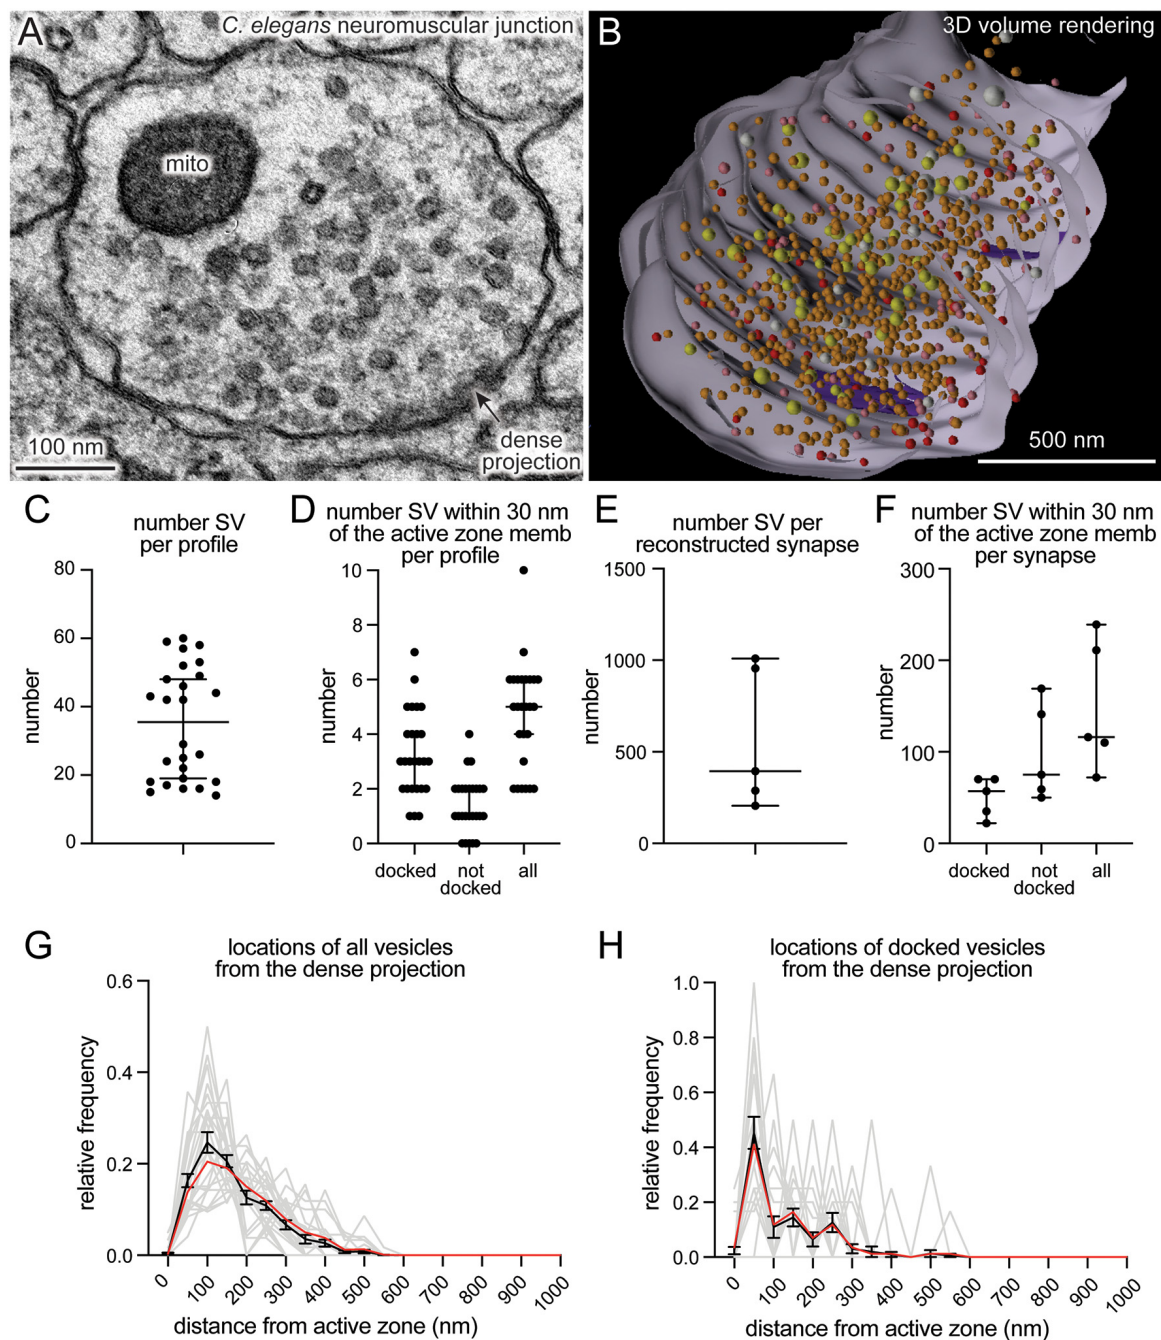 A
C. elegans neuromuscular junction
mito
100 nm
dense
projection
B
3D volume rendering
500 nm
C
number SV
per profile
80
60
40
20
0
number
D
number SV within 30 nm
of the active zone memb
per profile
10
8
6
4
2
0
number
docked
not
docked
all
E
number SV per
reconstructed synapse
1500
1000
500
0
number
F
number SV within 30 nm
of the active zone memb
per synapse
300
200
100
0
number
docked
not
docked
all
G
locations of all vesicles
from the dense projection
0.6
0.4
0.2
0.0
relative frequency
0
100
200
300
400
500
600
700
800
900
1000
distance from active zone (nm)
H
locations of docked vesicles
from the dense projection
1.0
0.8
0.6
0.4
0.2
0.0
relative frequency
0
100
200
300
400
500
600
700
800
900
1000
distance from active zone (nm)